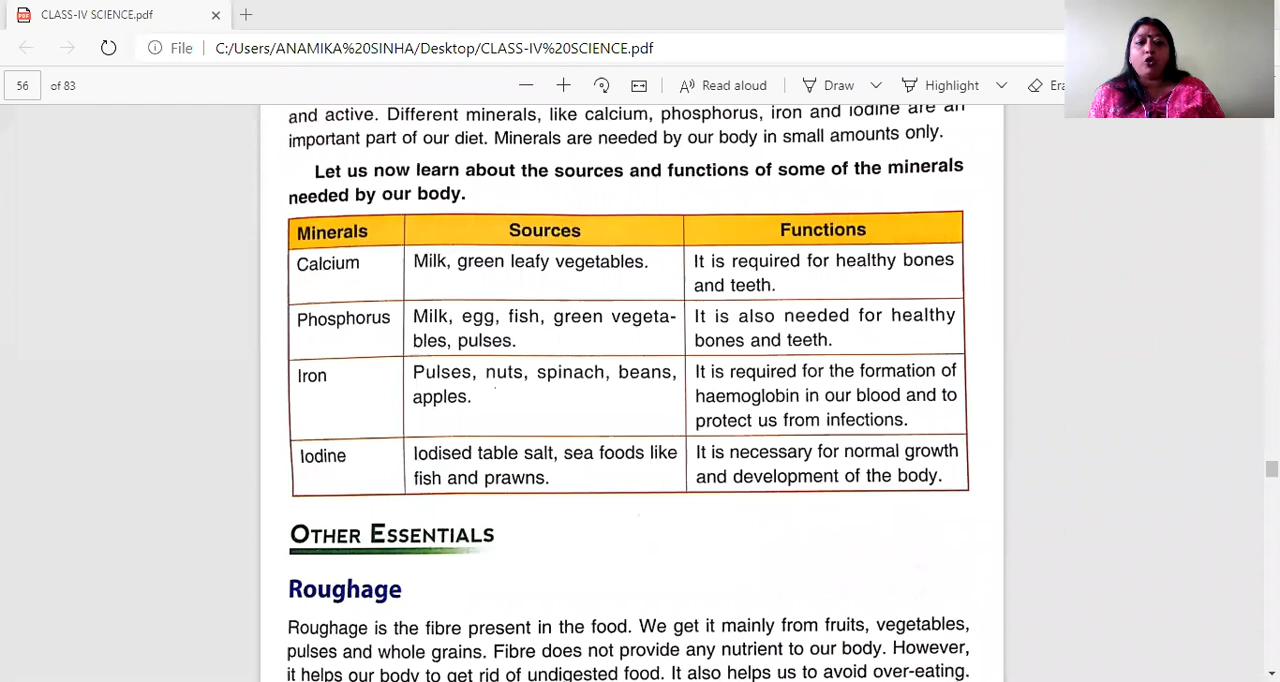 CLASS-IV SCIENCE.pdf
File C:/Users/ANAMIKA%20SINHA/Desktop/CLASS-IV%20SCIENCE.pdf
56 of 83 Read aloud Draw Highlight
and active. Different minerals, like calcium, phosphorus, iron and iodine are an
important part of our diet. Minerals are needed by our body in small amounts only.
Let us now learn about the sources and functions of some of the minerals
needed by our body.
Minerals Sources Functions
Calcium Milk, green leafy vegetables. It is required for healthy bones
and teeth.
Phosphorus Milk, egg, fish, green vegeta- It is also needed for healthy
bles, pulses. bones and teeth.
Iron Pulses, nuts, spinach, beans, It is required for the formation of
apples. haemoglobin in our blood and to
protect us from infections.
Iodine Iodised table salt, sea foods like It is necessary for normal growth
fish and prawns. and development of the body.
OTHER ESSENTIALS
Roughage
Roughage is the fibre present in the food. We get it mainly from fruits, vegetables,
pulses and whole grains. Fibre does not provide any nutrient to our body. However,
it helps our body to get rid of undigested food. It also helps us to avoid over-eating.